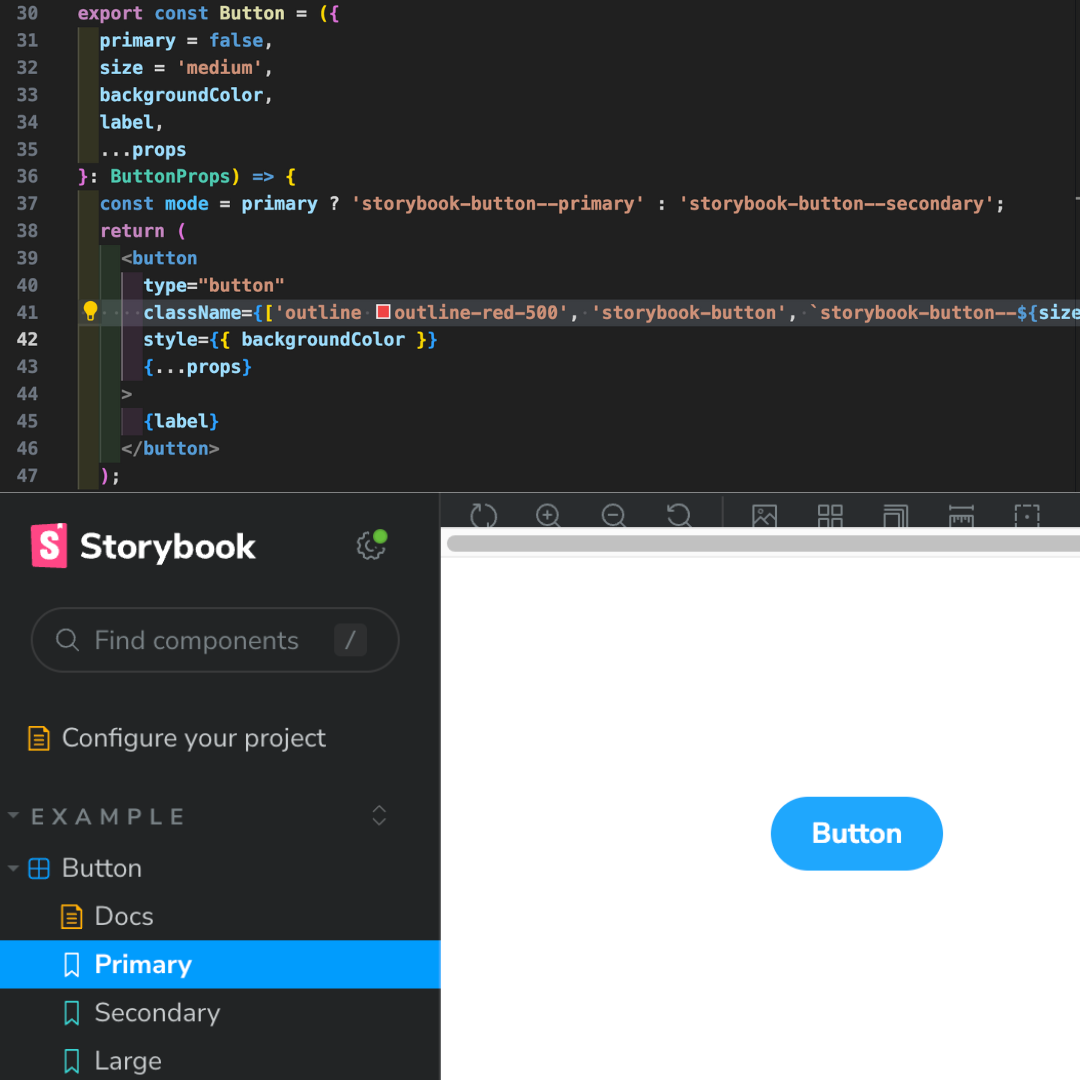 30 export const Button = ({
31 primary = false,
32 size = 'medium',
33 backgroundColor,
34 label,
35 ...props
36 }: ButtonProps) => {
37 const mode = primary ? 'storybook-button--primary' : 'storybook-button--secondary';
38 return (
39 <button
40 type="button"
41 className={['outline outline-red-500', 'storybook-button', `storybook-button--${size
42 style={{ backgroundColor }}
43 {...props}
44 >
45 {label}
46 </button>
47 );
S Storybook
Find components /
Configure your project
EXAMPLE
Button
Docs
Primary
Secondary
Large
Button